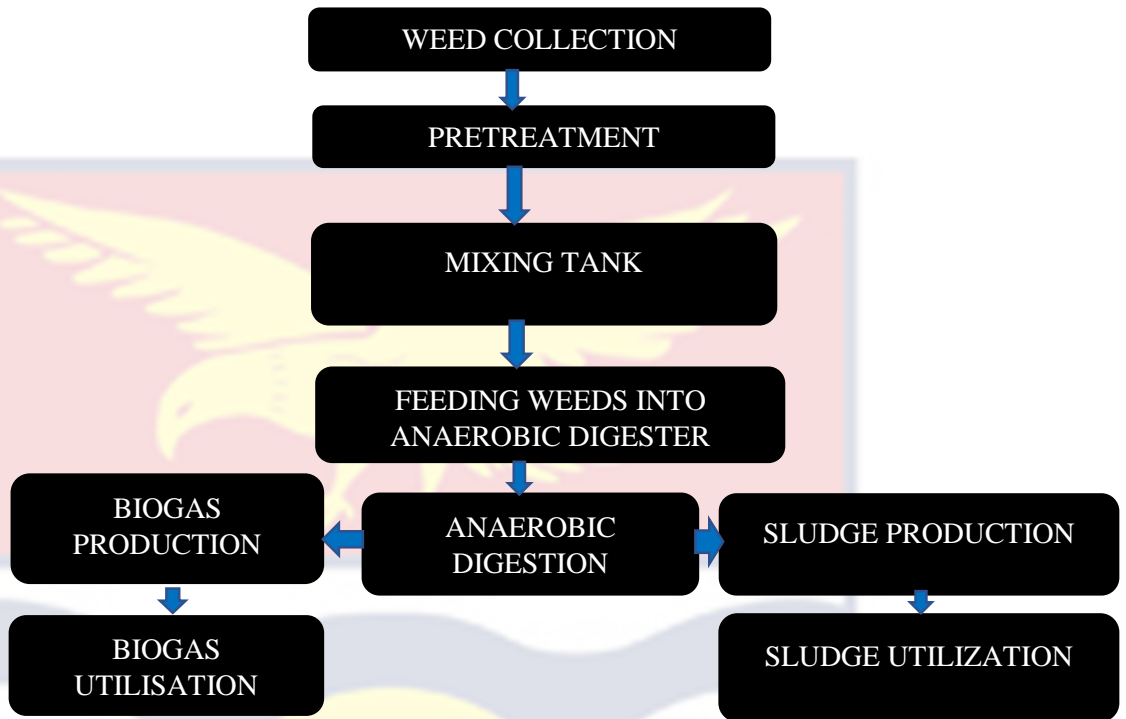 WEED COLLECTION
PRETREATMENT
MIXING TANK
FEEDING WEEDS INTO
ANAEROBIC DIGESTER
BIOGAS
PRODUCTION
ANAEROBIC
DIGESTION
SLUDGE PRODUCTION
BIOGAS
UTILISATION
SLUDGE UTILIZATION